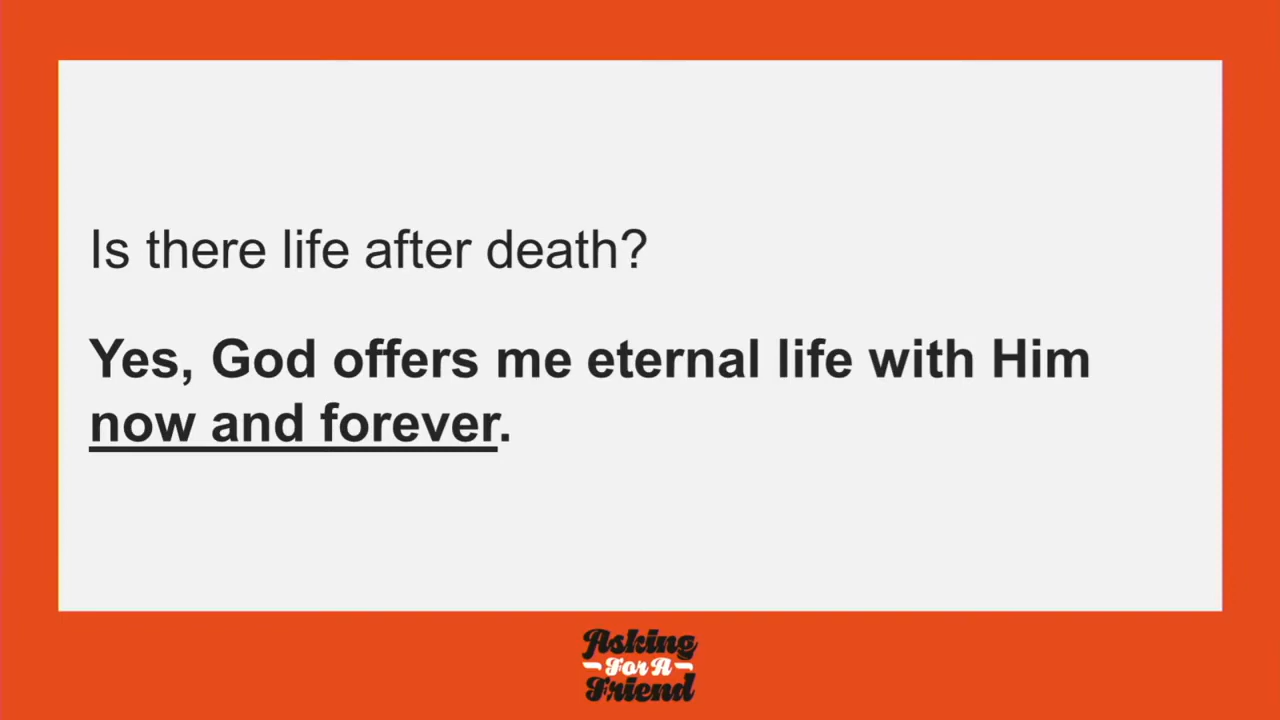 Is there life after death?
Yes, God offers me eternal life with Him
now and forever.
Asking
For A
Friend